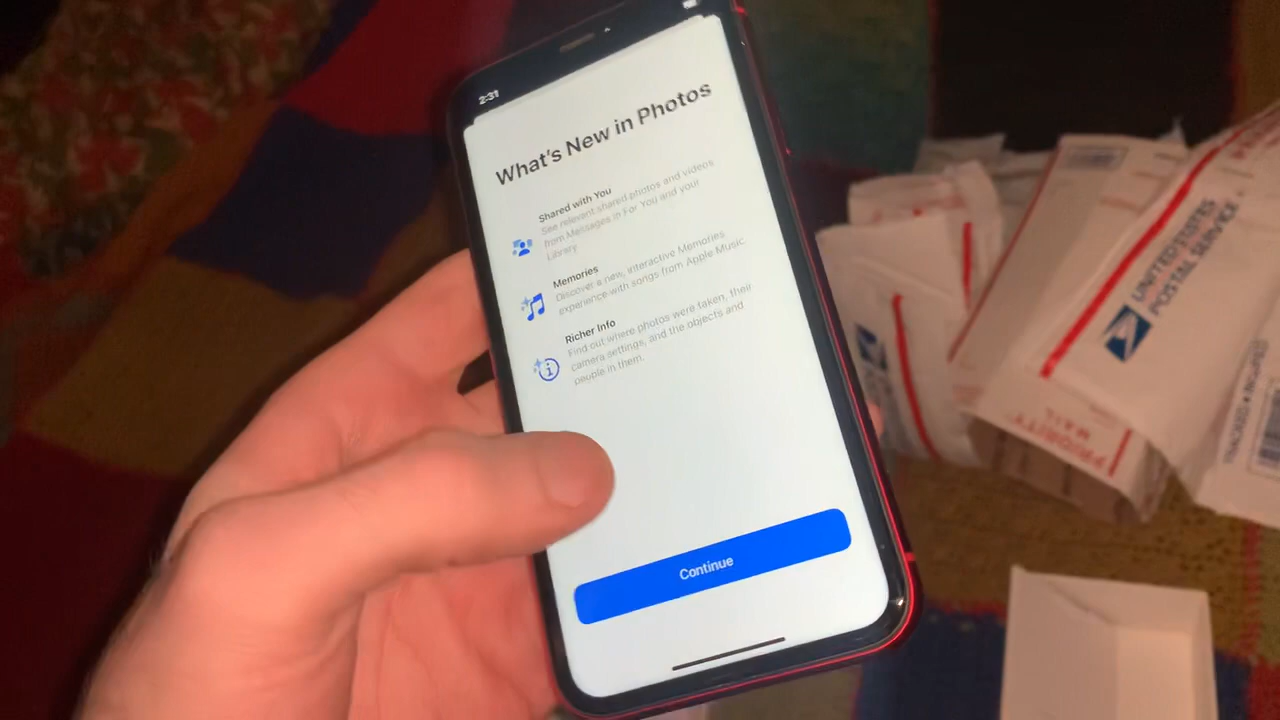 2:31
What's New in Photos
Shared with You
See relevant shared photos and videos
from Messages in For You and your
Library
Memories
Discover a new, interactive Memories
experience with songs from Apple Music.
Richer Info
Find out where photos were taken, their
camera settings, and the objects and
people in them.
Continue
UNITED STATES
POSTAL SERVICE
PRIORITY
MAIL